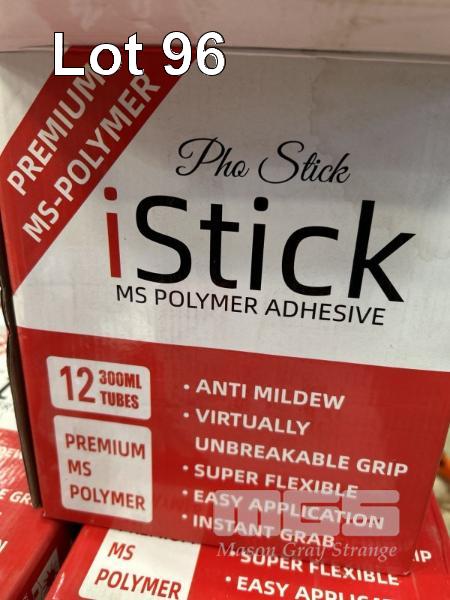 Lot 96
PREMIUM
MS-POLYMER
Pho Stick
iStick
MS POLYMER ADHESIVE
12 300ML
TUBES
PREMIUM
MS
POLYMER
• ANTI MILDEW
• VIRTUALLY
UNBREAKABLE GRIP
• SUPER FLEXIBLE
• EASY APPLICATION
• INSTANT GRAB
MGS
Mason Gray Strange
MS
POLYMER
SUPER FLEXIBLE
• EASY APPLICATION